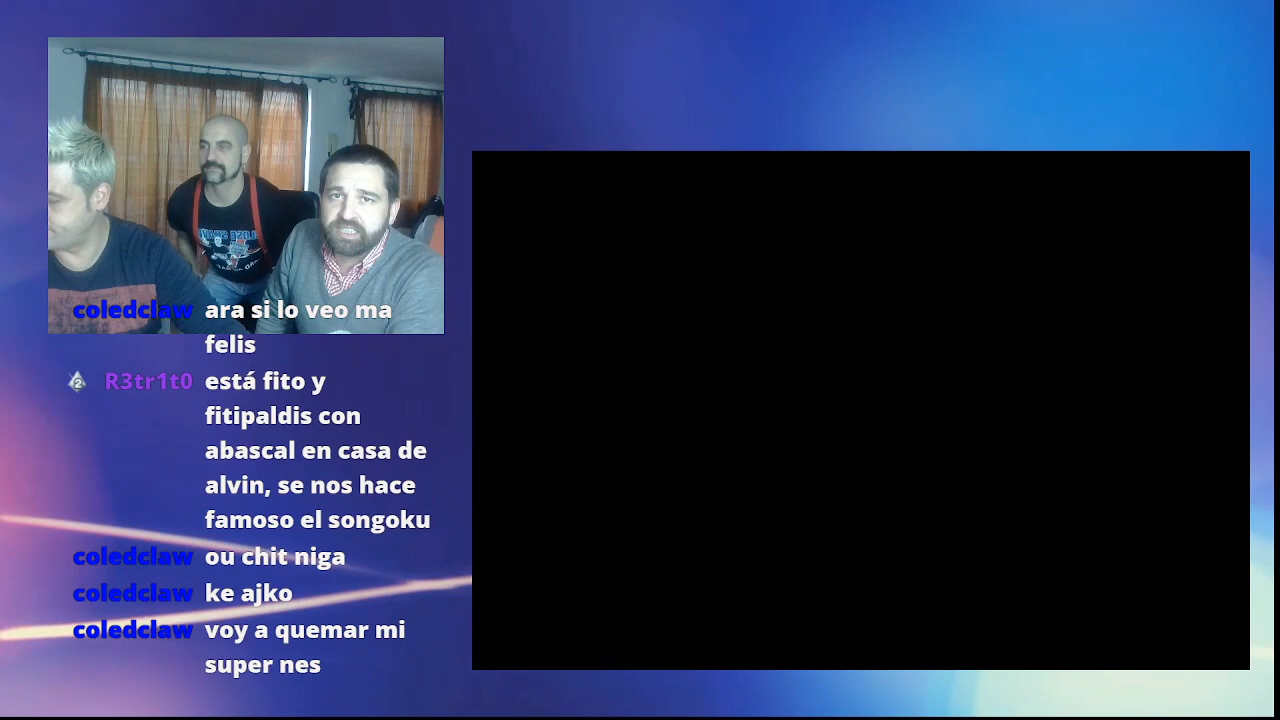 coledclaw ara si lo veo ma
felis
2 R3tr1t0 está fito y
fitipaldis con
abascal en casa de
alvin, se nos hace
famoso el songoku
coledclaw ou chit niga
coledclaw ke ajko
coledclaw voy a quemar mi
super nes